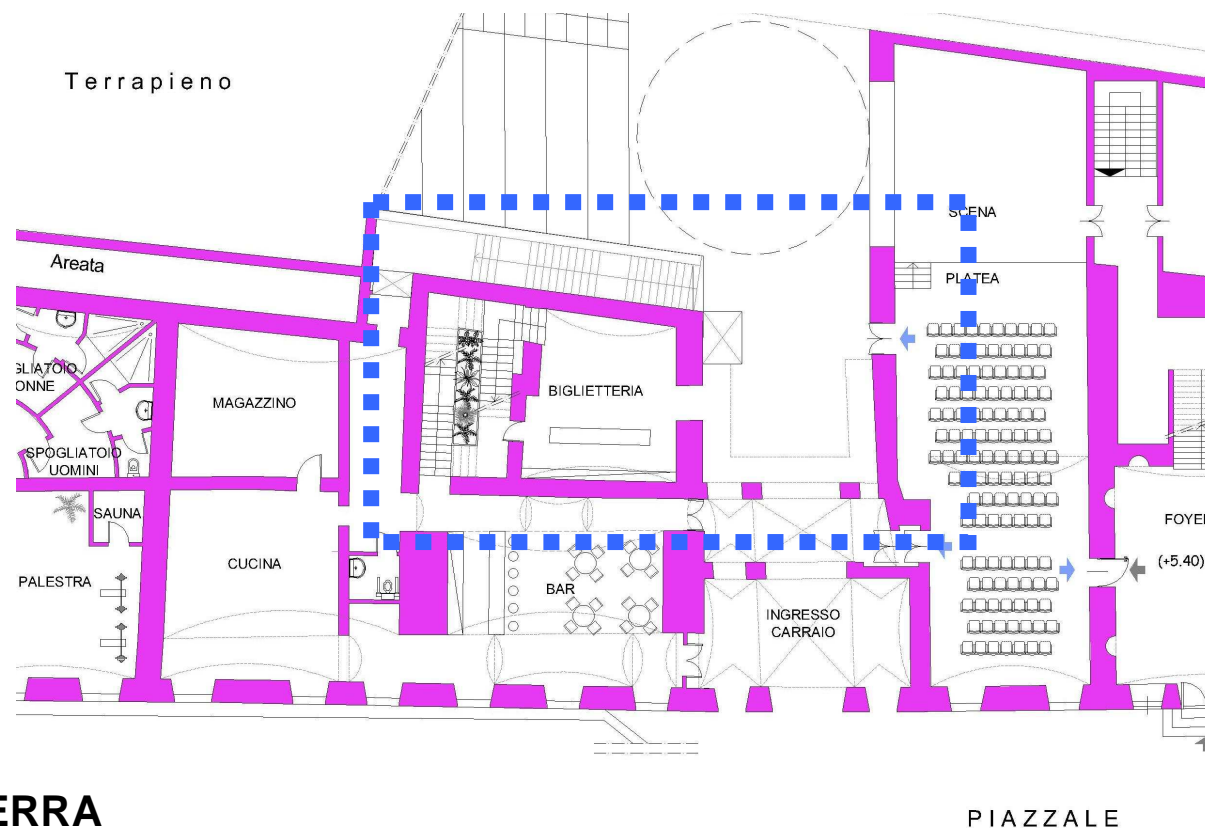 Terrapieno
SCENA
Areata
PLATEA
GLIATOIO
ONNE
MAGAZZINO
BIGLIETTERIA
SPOGLIATOIO
UOMINI
SAUNA
FOYER
CUCINA
(+5.40)
PALESTRA
BAR
INGRESSO
CARRAIO
ERRA
PIAZZALE